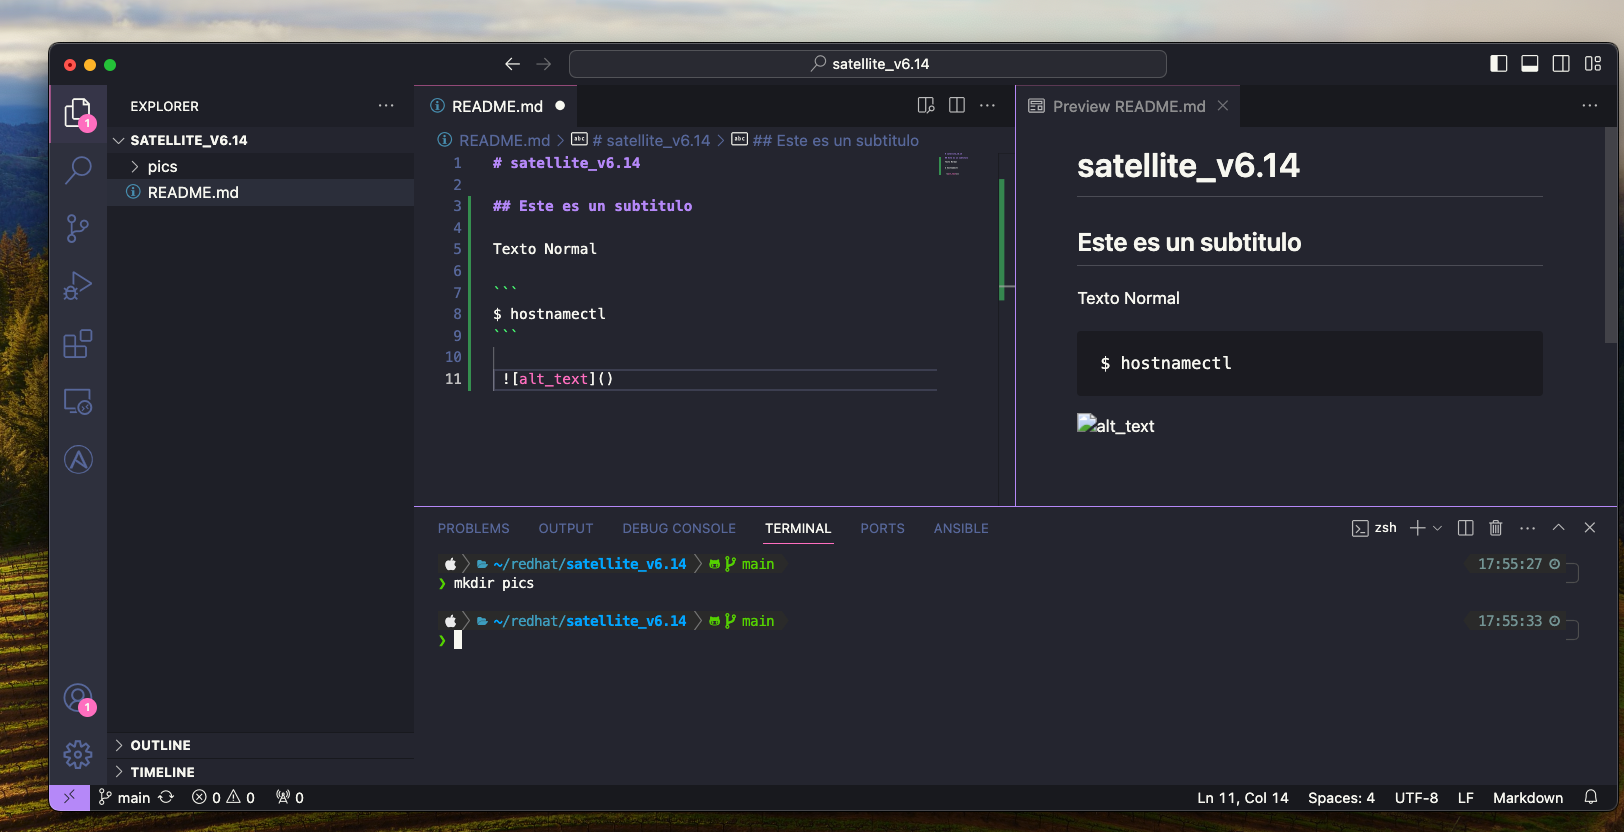 satellite_v6.14
EXPLORER
1
SATELLITE_V6.14
pics
README.md
OUTLINE
TIMELINE
1
README.md
README.md > # satellite_v6.14 > abc ## Este es un subtitulo
1 # satellite_v6.14
2
3 ## Este es un subtitulo
4
5 Texto Normal
6
7 ```
8 $ hostnamectl
9 ```
10
11 ![alt_text]()
Preview README.md
satellite_v6.14
Este es un subtitulo
Texto Normal
$ hostnamectl
alt_text
PROBLEMS OUTPUT DEBUG CONSOLE TERMINAL PORTS ANSIBLE
zsh
~/redhat/satellite_v6.14 main 17:55:27
❯ mkdir pics
~/redhat/satellite_v6.14 main 17:55:33
❯
main 0 0 0 Ln 11, Col 14 Spaces: 4 UTF-8 LF Markdown